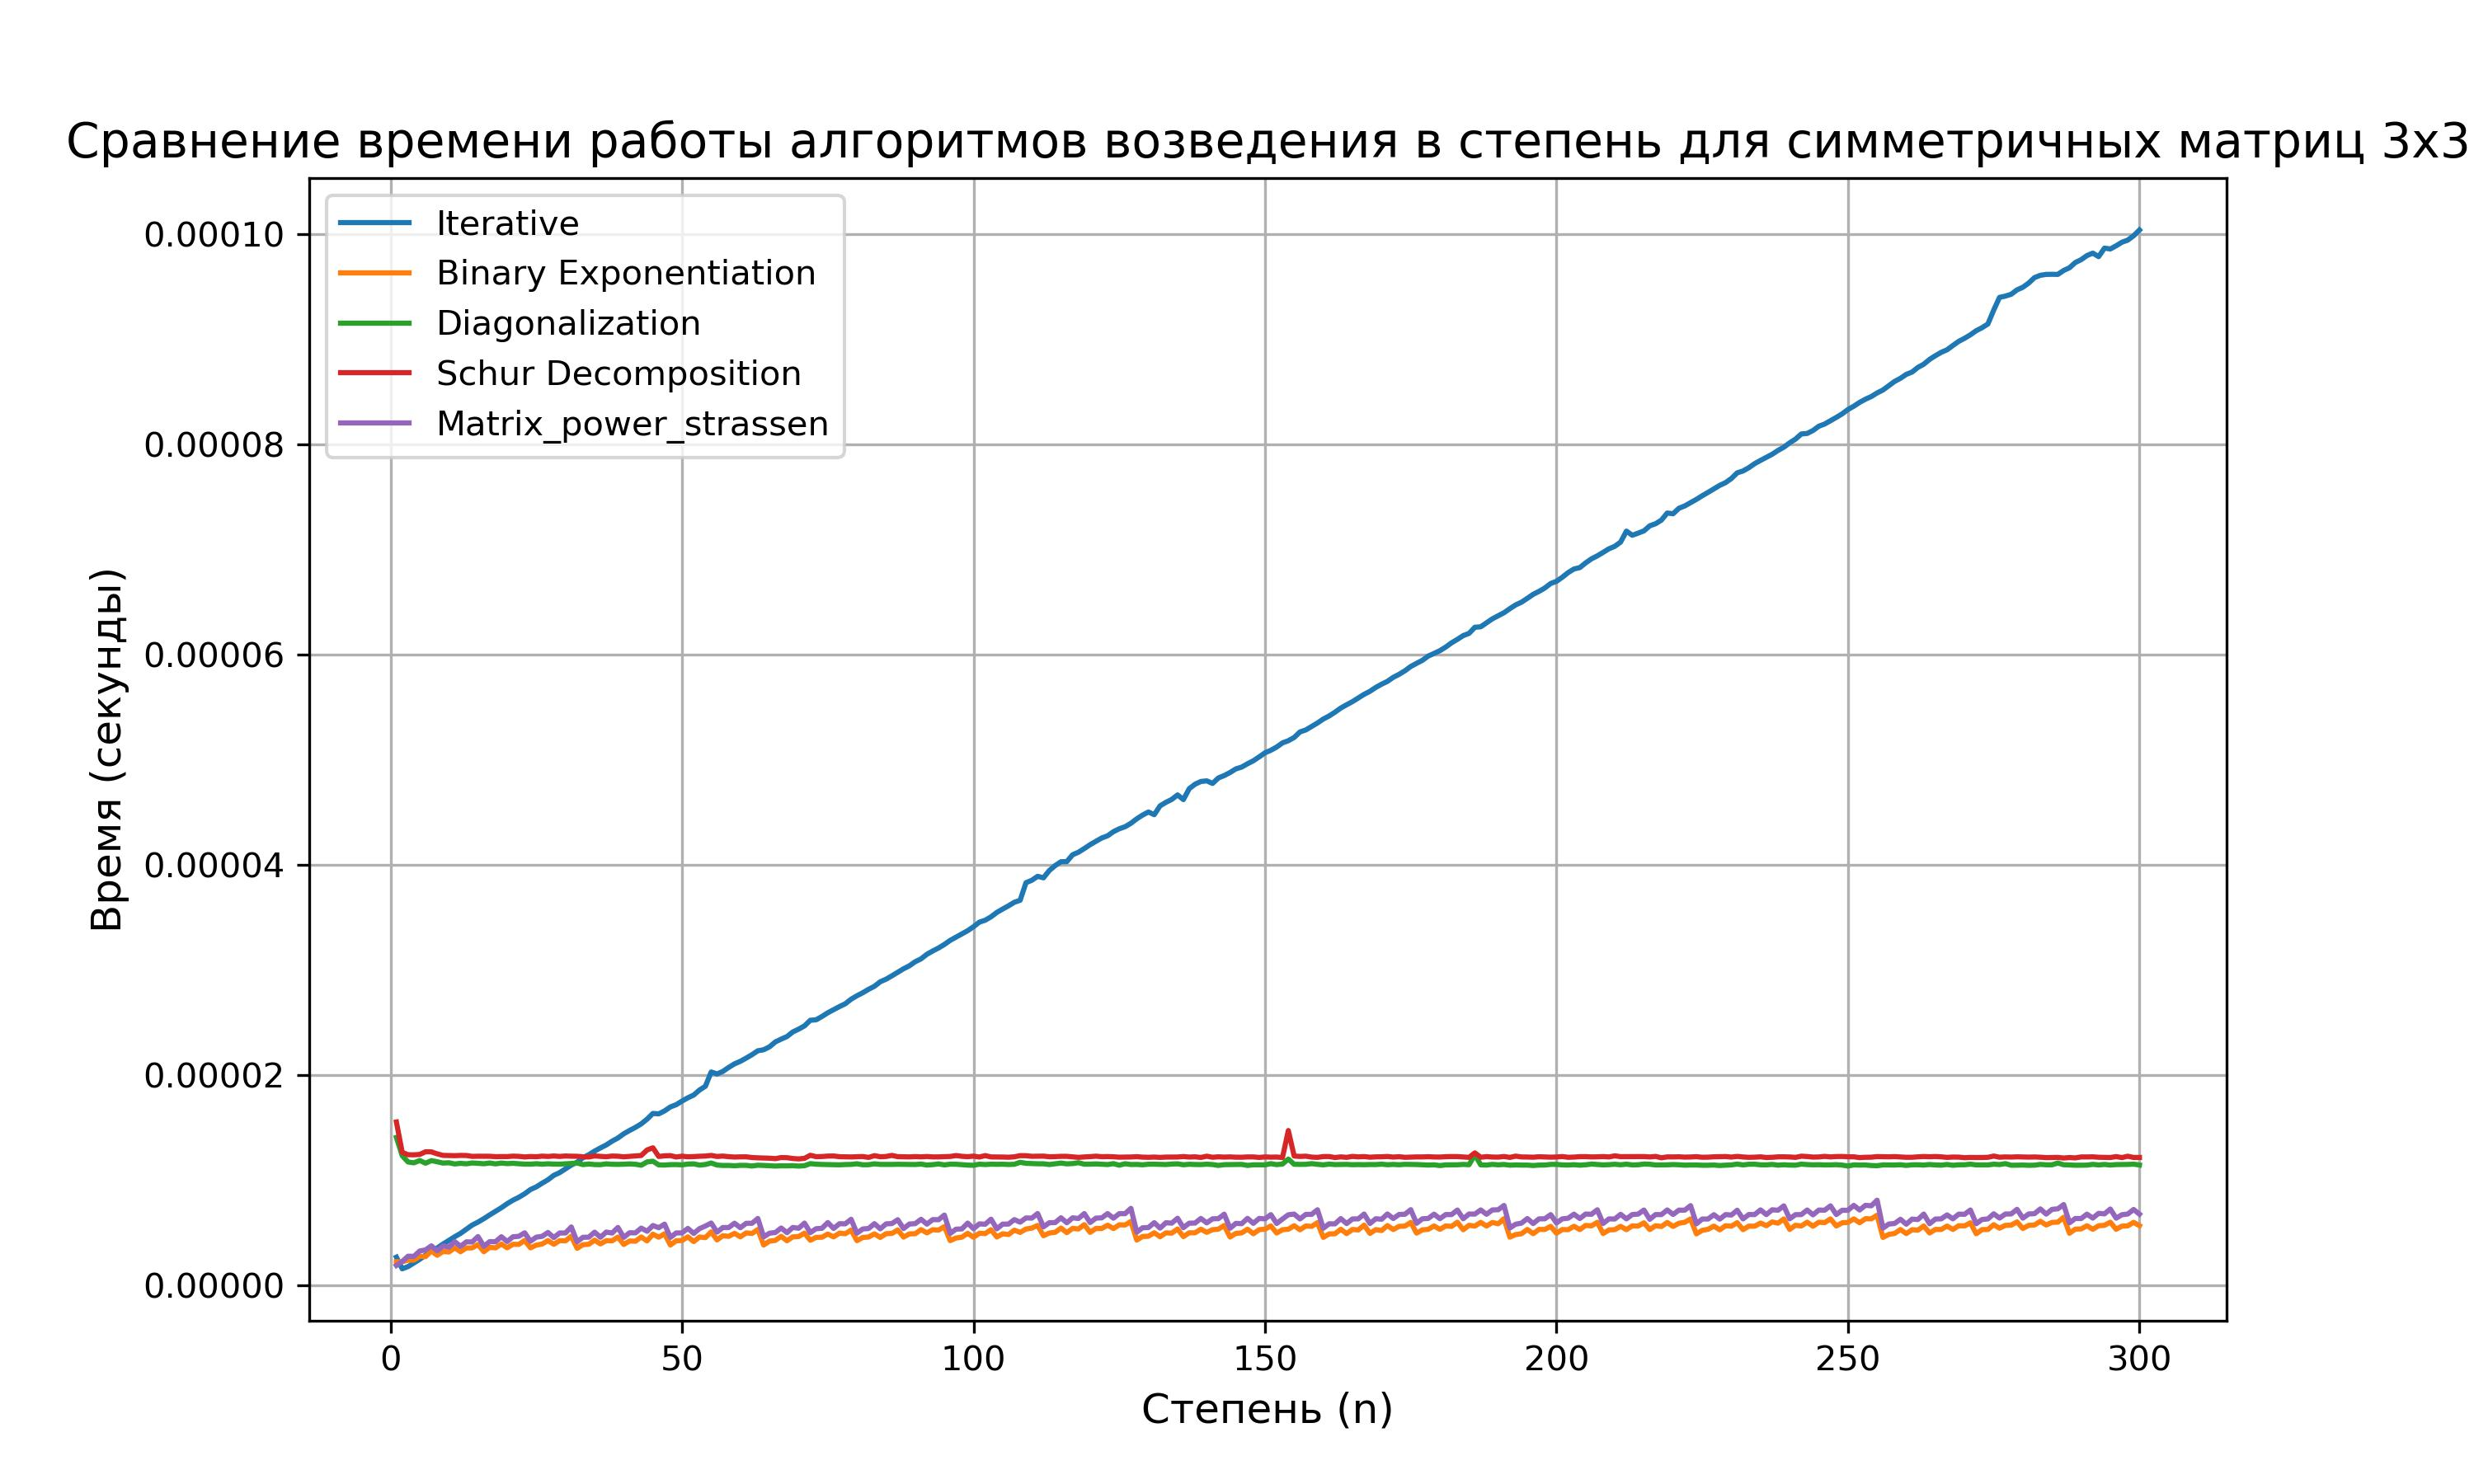 Сравнение времени работы алгоритмов возведения в степень для симметричных матриц 3x3
Iterative
Binary Exponentiation
Diagonalization
Schur Decomposition
Matrix_power_strassen
0.00010
0.00008
0.00006
0.00004
0.00002
0.00000
Время (секунды)
0 50 100 150 200 250 300
Степень (n)